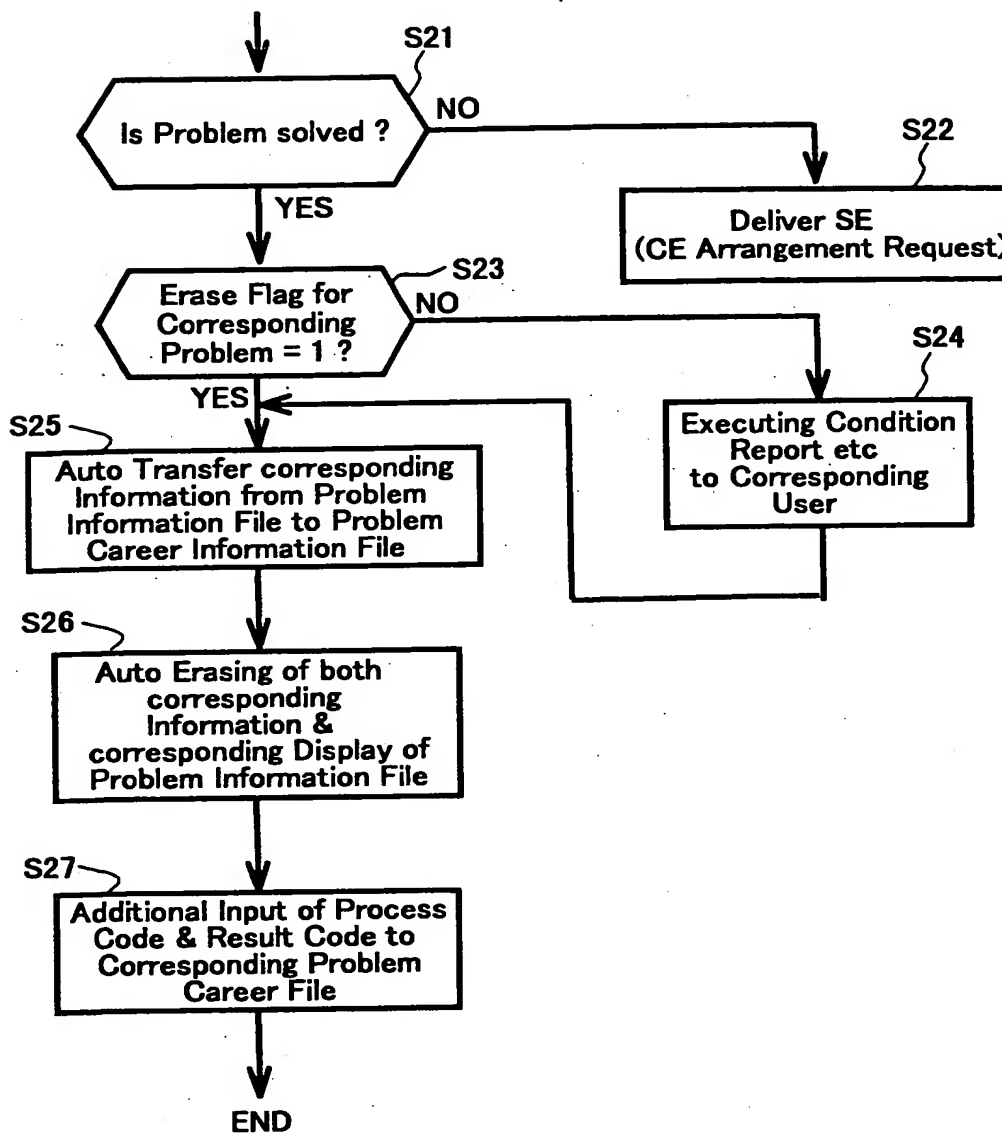 S21
Is Problem solved ?
NO
S22
YES
Deliver SE
(CE Arrangement Request)
S23
Erase Flag for
Corresponding
Problem = 1 ?
NO
S24
YES
Executing Condition
Report etc
to Corresponding
User
S25
Auto Transfer corresponding
Information from Problem
Information File to Problem
Career Information File
S26
Auto Erasing of both
corresponding
Information &
corresponding Display of
Problem Information File
S27
Additional Input of Process
Code & Result Code to
Corresponding Problem
Career File
END